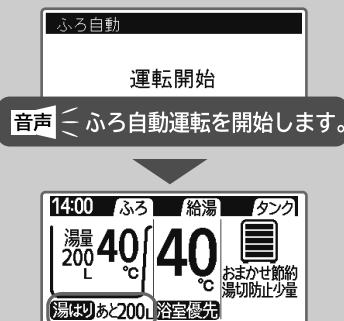 ふろ自動
運転開始
音声 ふろ自動運転を開始します。
14:00 ふろ 給湯 タンク
湯量 200L 40℃ 40℃
おまかせ節約
湯切防止少量
湯はり あと200L 浴室優先